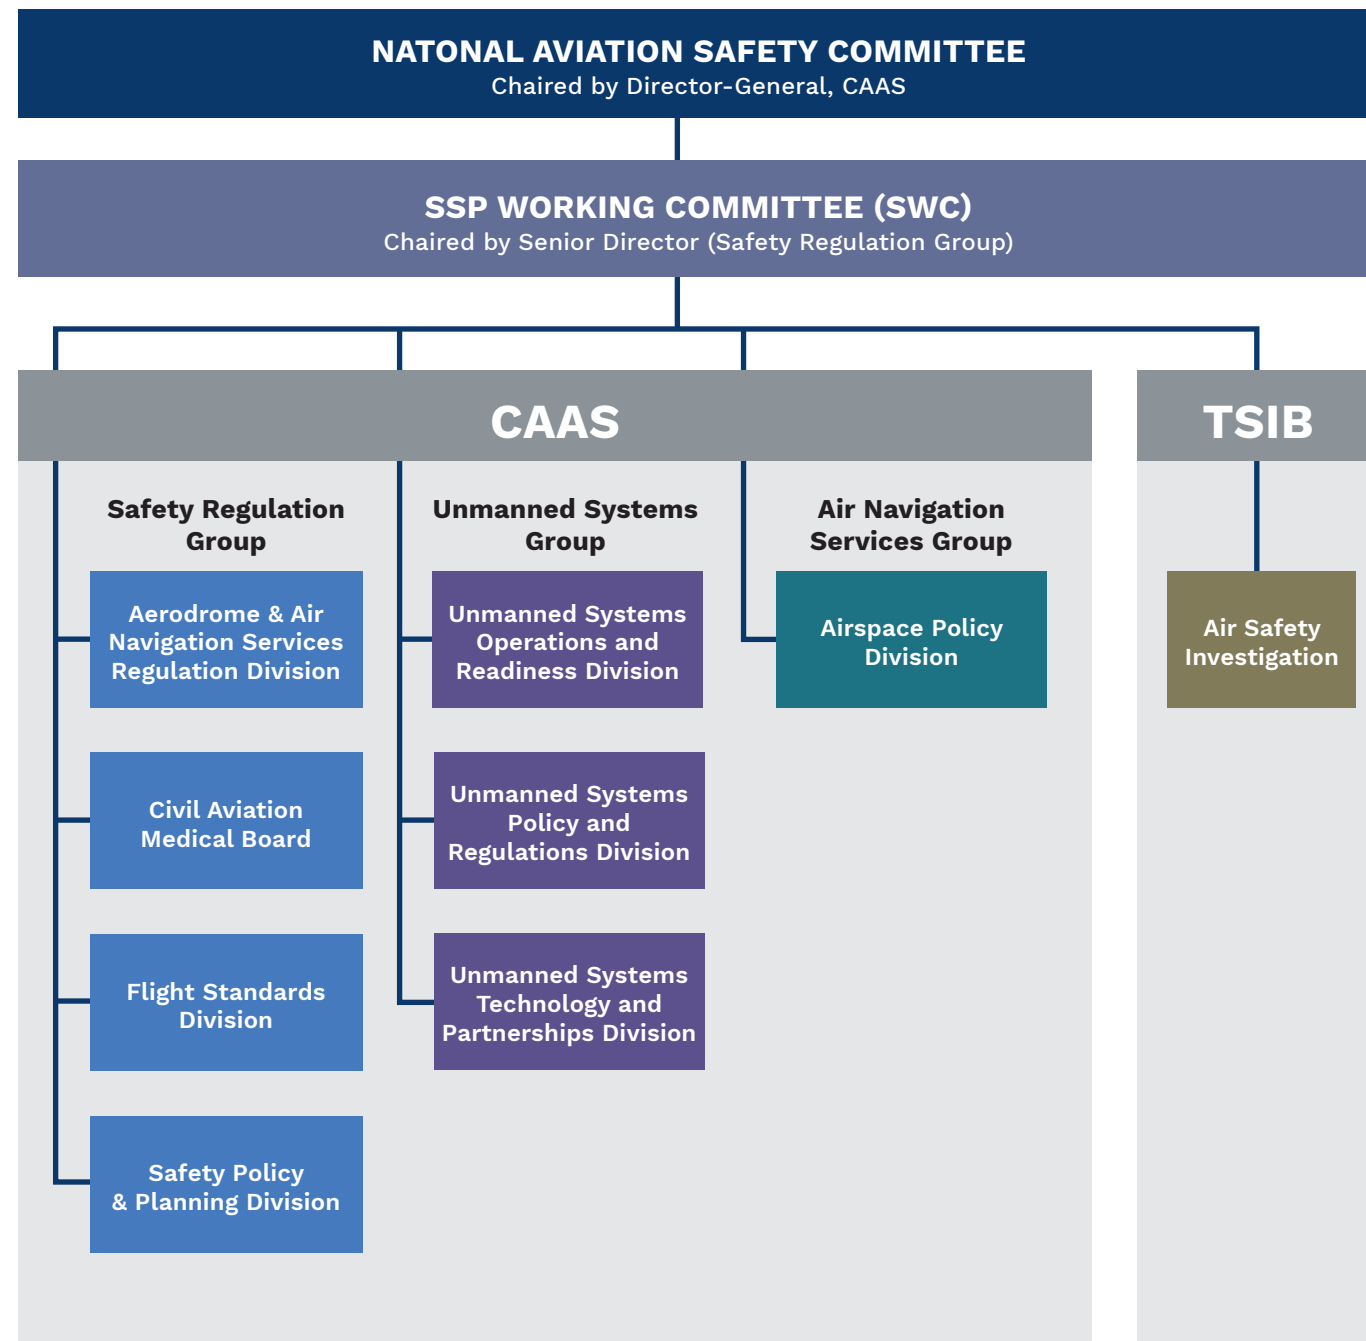 NATONAL AVIATION SAFETY COMMITTEE
Chaired by Director-General, CAAS
SSP WORKING COMMITTEE (SWC)
Chaired by Senior Director (Safety Regulation Group)
CAAS
Safety Regulation
Group
Aerodrome & Air
Navigation Services
Regulation Division
Civil Aviation
Medical Board
Flight Standards
Division
Safety Policy
& Planning Division
Unmanned Systems
Group
Unmanned Systems
Operations and
Readiness Division
Unmanned Systems
Policy and
Regulations Division
Unmanned Systems
Technology and
Partnerships Division
Air Navigation
Services Group
Airspace Policy
Division
TSIB
Air Safety
Investigation